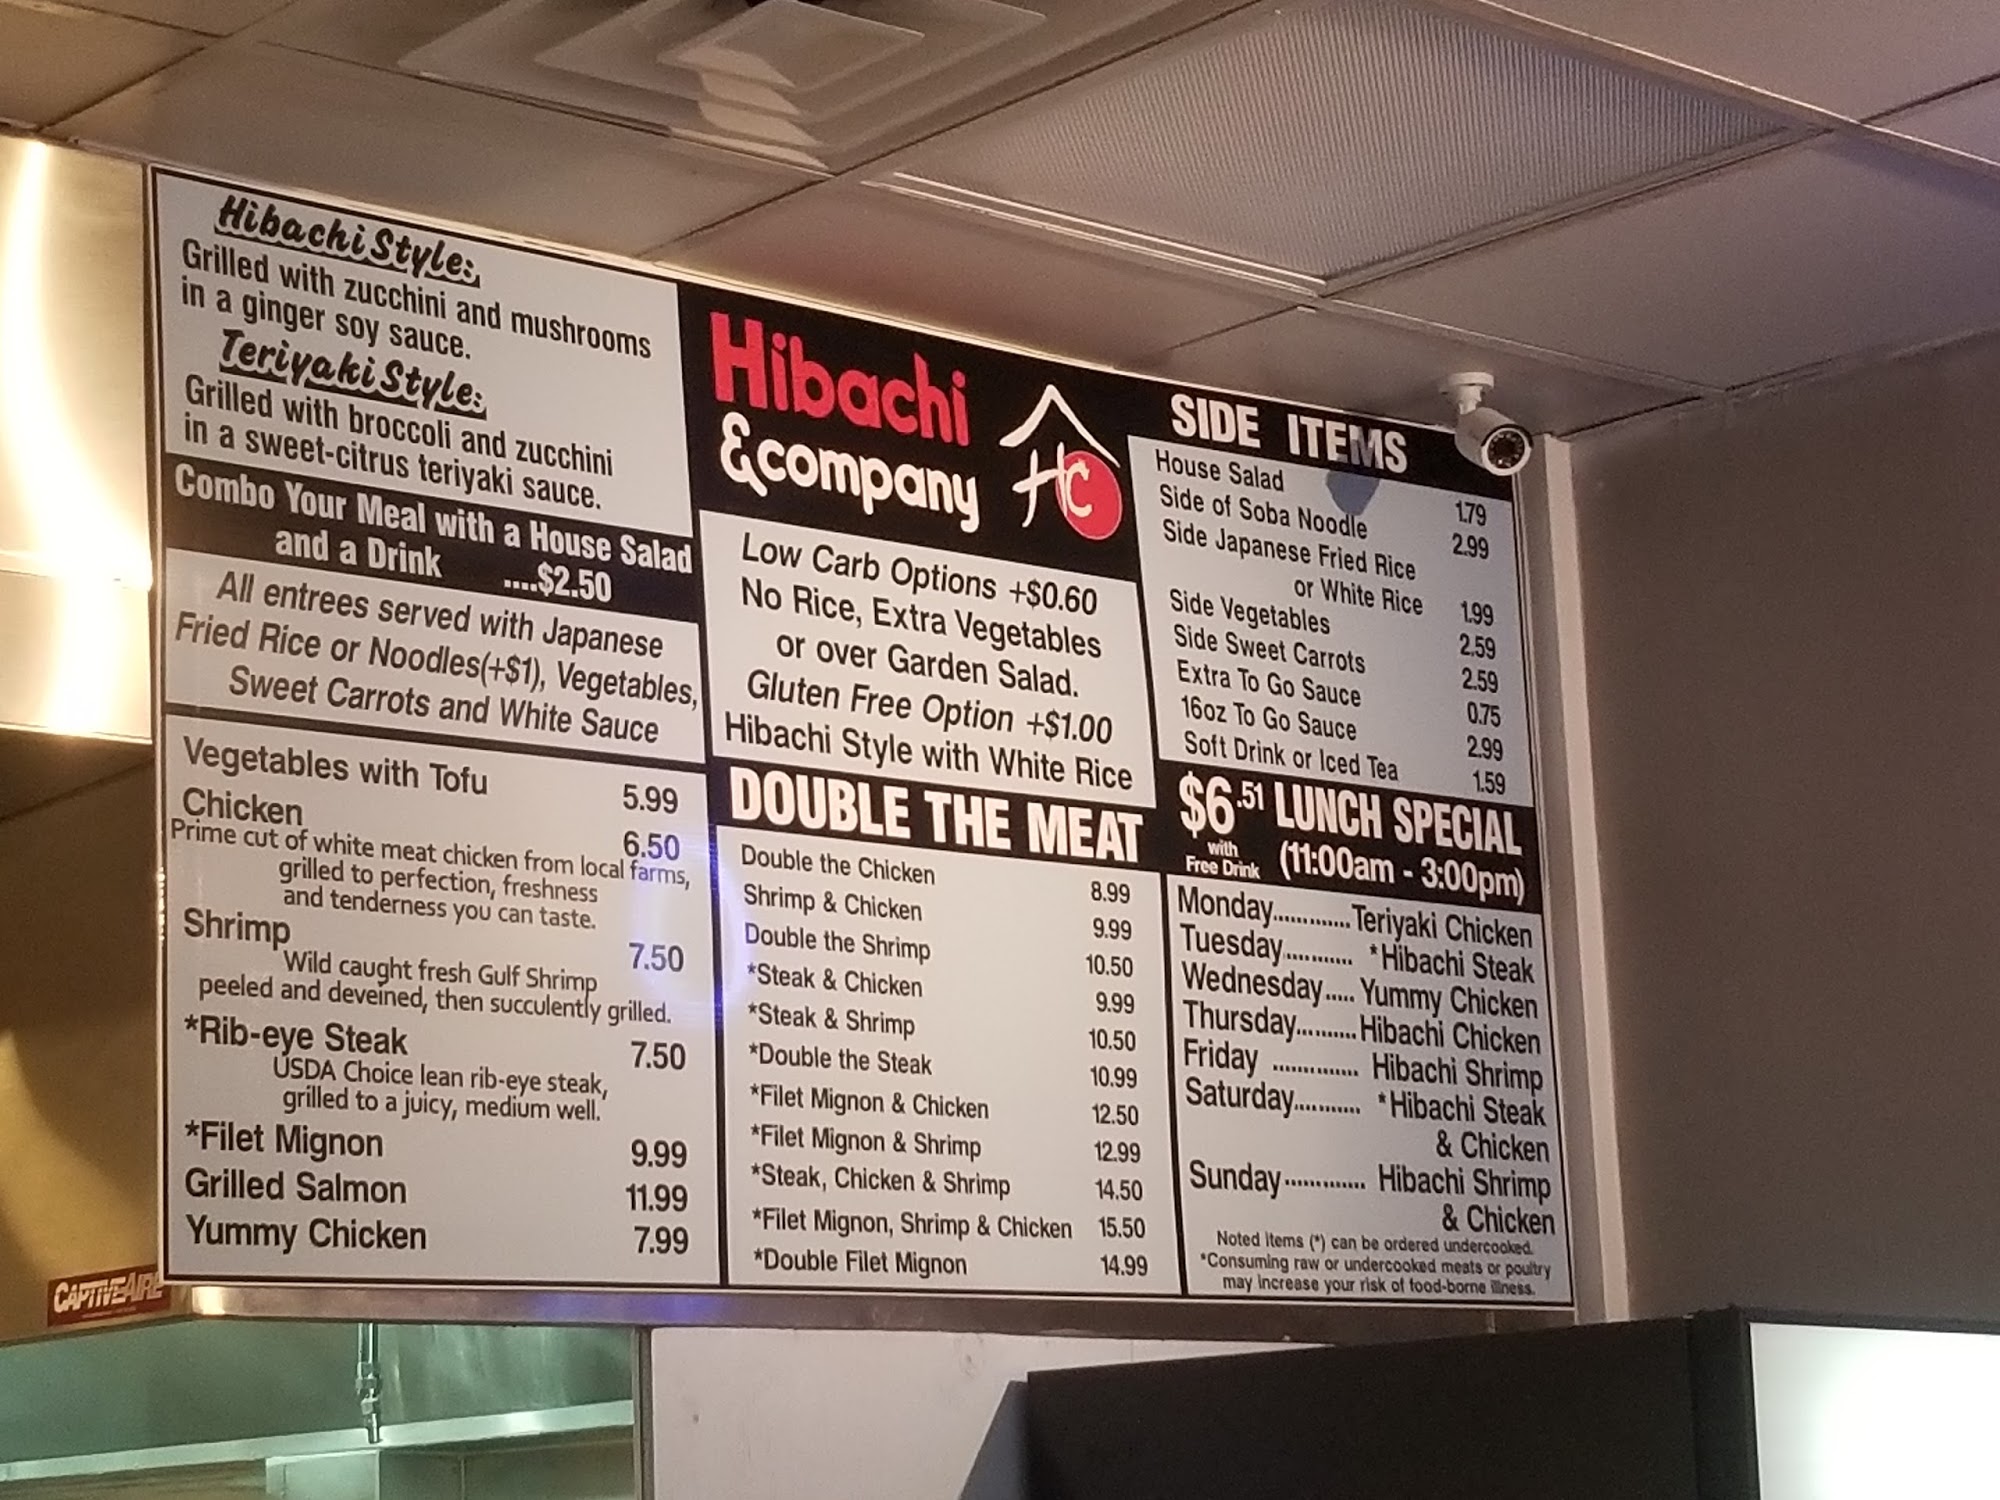 Hibachi Style:
Grilled with zucchini and mushrooms
in a ginger soy sauce.
Teriyaki Style:
Grilled with broccoli and zucchini
in a sweet-citrus teriyaki sauce.
Combo Your Meal with a House Salad
and a Drink ....$2.50
All entrees served with Japanese
Fried Rice or Noodles(+$1), Vegetables,
Sweet Carrots and White Sauce
Vegetables with Tofu 5.99
Chicken 6.50
Prime cut of white meat chicken from local farms,
grilled to perfection, freshness
and tenderness you can taste.
Shrimp 7.50
Wild caught fresh Gulf Shrimp
peeled and deveined, then succulently grilled.
*Rib-eye Steak 7.50
USDA Choice lean rib-eye steak,
grilled to a juicy, medium well.
*Filet Mignon 9.99
Grilled Salmon 11.99
Yummy Chicken 7.99
Hibachi
&company
HC
Low Carb Options +$0.60
No Rice, Extra Vegetables
or over Garden Salad.
Gluten Free Option +$1.00
Hibachi Style with White Rice
DOUBLE THE MEAT
Double the Chicken 8.99
Shrimp & Chicken 9.99
Double the Shrimp 10.50
*Steak & Chicken 9.99
*Steak & Shrimp 10.50
*Double the Steak 10.99
*Filet Mignon & Chicken 12.50
*Filet Mignon & Shrimp 12.99
*Steak, Chicken & Shrimp 14.50
*Filet Mignon, Shrimp & Chicken 15.50
*Double Filet Mignon 14.99
SIDE ITEMS
House Salad 1.79
Side of Soba Noodle 2.99
Side Japanese Fried Rice
or White Rice 1.99
Side Vegetables 2.59
Side Sweet Carrots 2.59
Extra To Go Sauce 0.75
16oz To Go Sauce 2.99
Soft Drink or Iced Tea 1.59
$6.51 LUNCH SPECIAL
with Free Drink (11:00am - 3:00pm)
Monday............. Teriyaki Chicken
Tuesday........... *Hibachi Steak
Wednesday..... Yummy Chicken
Thursday.......... Hibachi Chicken
Friday .............. Hibachi Shrimp
Saturday........... *Hibachi Steak
& Chicken
Sunday............. Hibachi Shrimp
& Chicken
Noted items (*) can be ordered undercooked.
*Consuming raw or undercooked meats or poultry
may increase your risk of food-borne illness.
CAPTIVEAIRE